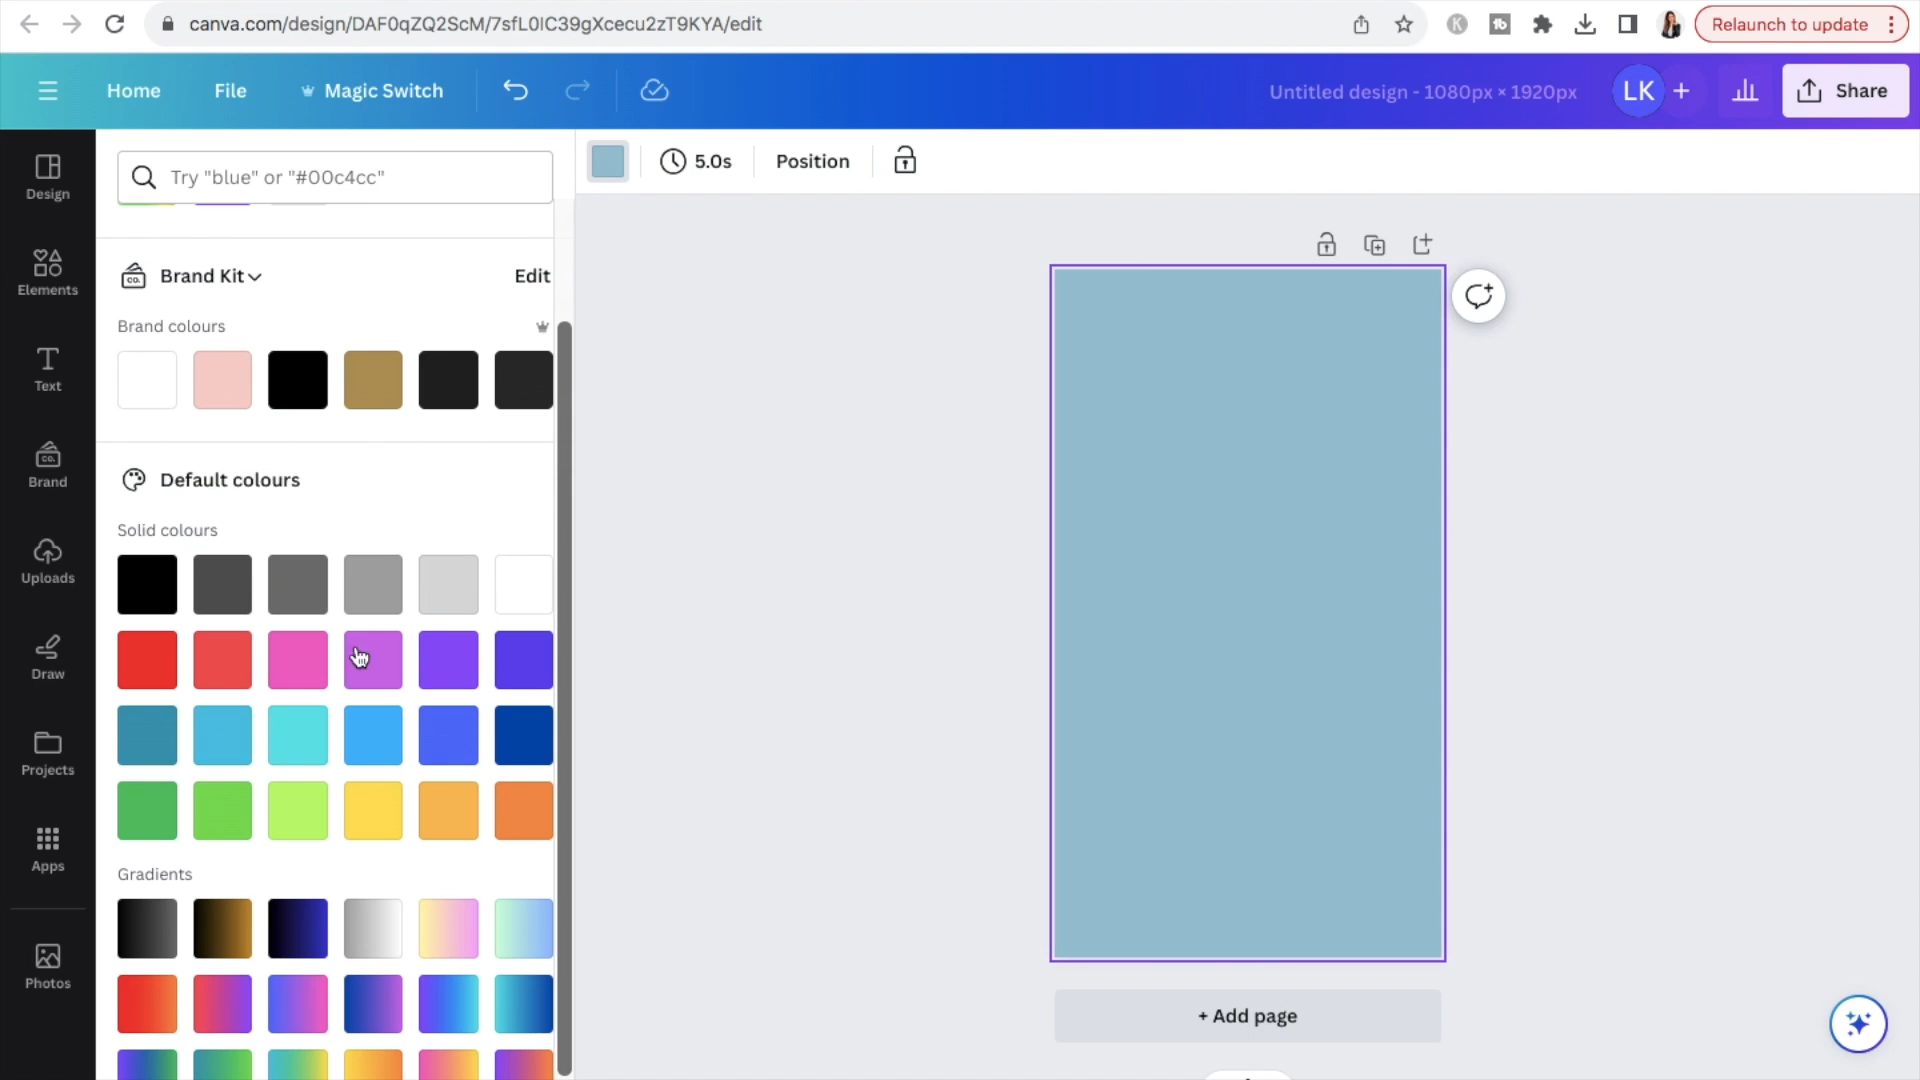 canva.com/design/DAF0qZQ2ScM/7sfL0IC39gXcecu2zT9KYA/edit
Relaunch to update
Home
File
Magic Switch
Untitled design - 1080px × 1920px
LK
+
Share
Design
Elements
Text
Brand
Uploads
Draw
Projects
Apps
Photos
Try "blue" or "#00c4cc"
Brand Kit
Edit
Brand colours
Default colours
Solid colours
Gradients
5.0s
Position
+ Add page